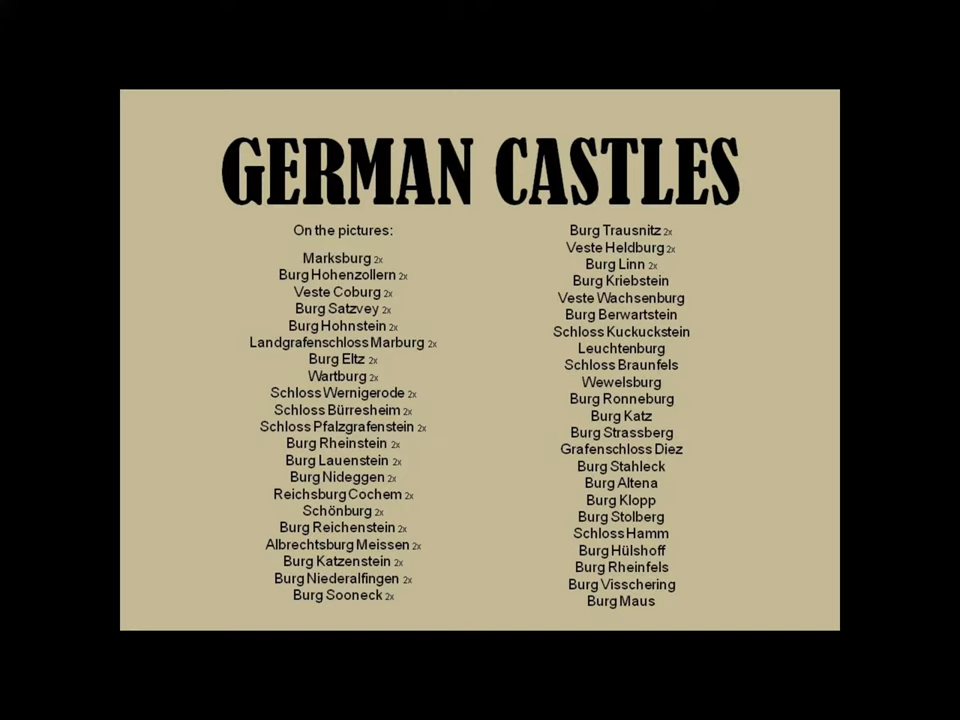 GERMAN CASTLES
On the pictures:
Marksburg 2x
Burg Hohenzollern 2x
Veste Coburg 2x
Burg Satzvey 2x
Burg Hohnstein 2x
Landgrafenschloss Marburg 2x
Burg Eltz 2x
Wartburg 2x
Schloss Wernigerode 2x
Schloss Bürresheim 2x
Schloss Pfalzgrafenstein 2x
Burg Rheinstein 2x
Burg Lauenstein 2x
Burg Nideggen 2x
Reichsburg Cochem 2x
Schönburg 2x
Burg Reichenstein 2x
Albrechtsburg Meissen 2x
Burg Katzenstein 2x
Burg Niederalfingen 2x
Burg Sooneck 2x
Burg Trausnitz 2x
Veste Heldburg 2x
Burg Linn 2x
Burg Kriebstein
Veste Wachsenburg
Burg Berwartstein
Schloss Kuckuckstein
Leuchtenburg
Schloss Braunfels
Wewelsburg
Burg Ronneburg
Burg Katz
Burg Strassberg
Grafenschloss Diez
Burg Stahleck
Burg Altena
Burg Klopp
Burg Stolberg
Schloss Hamm
Burg Hülshoff
Burg Rheinfels
Burg Visschering
Burg Maus